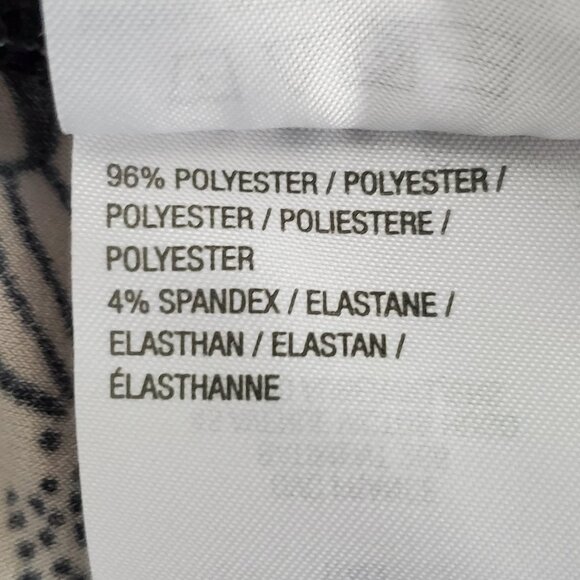 96% POLYESTER / POLYESTER /
POLYESTER / POLIESTERE /
POLYESTER
4% SPANDEX / ELASTANE /
ELASTHAN / ELASTAN /
ÉLASTHANNE